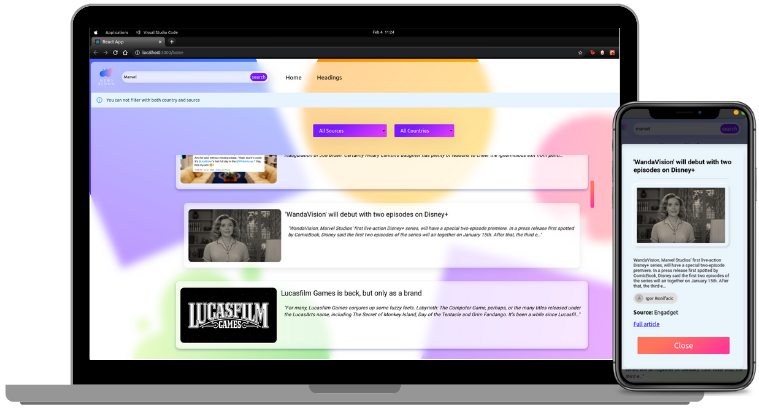 Applications
Visual Studio Code
Feb 4 11:24
React App
localhost:3000/home
Marvel
search
Home
Headings
You can not filter with both country and source
All Sources
All Countries
'WandaVision' will debut with two episodes on Disney+
"WandaVision, Marvel Studios' first live-action Disney+ series, will have a special two-episode premiere. In a press release first spotted
by ComicBook, Disney said the first two episodes of the series will air together on January 15th. After that, the third e..."
LUCASFILM
GAMES
Lucasfilm Games is back, but only as a brand
"For many, Lucasfilm Games conjures up some fuzzy feels. Labyrinth: The Computer Game, perhaps, or the many titles released under
the LucasArts name, including The Secret of Monkey Island, Day of the Tentacle and Grim Fandango. It's been a while since Lucasfil..."
marvel
search
'WandaVision' will debut with two
episodes on Disney+
WandaVision, Marvel Studios' first live-action
Disney+ series, will have a special two-episode
premiere. In a press release first spotted by
ComicBook, Disney said the first two episodes of
the series will air together on January 15th. After
that, the third e...
Igor Bonifacic
Source: Engadget
Full article
Close